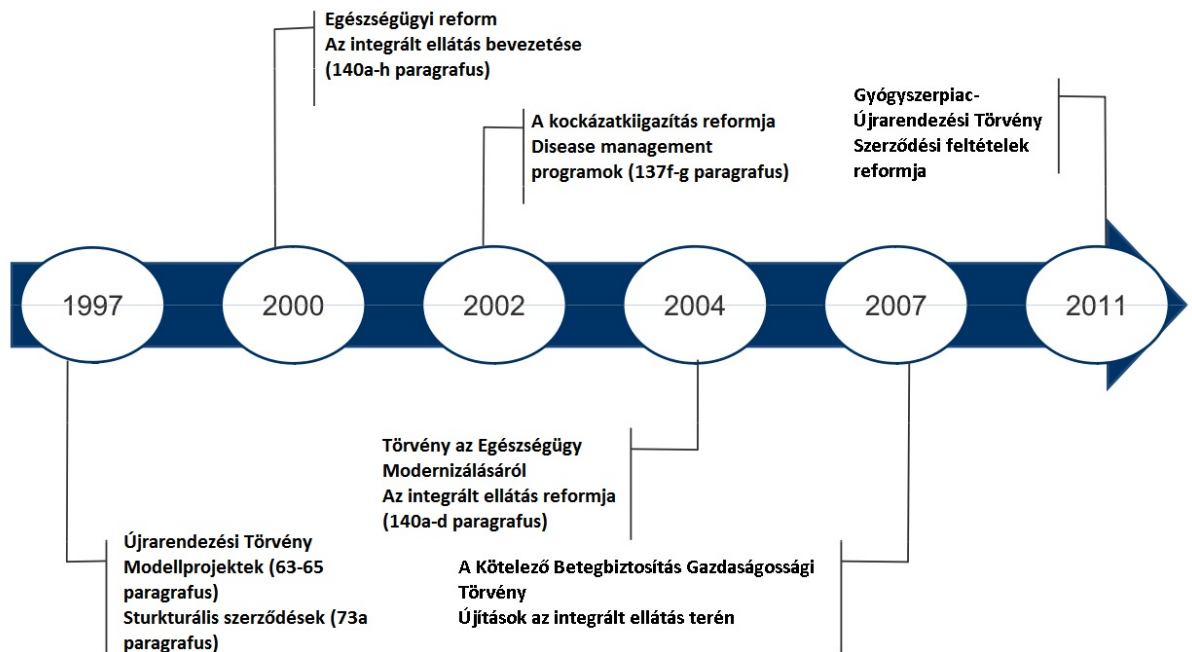 Egészségügyi reform
Az integrált ellátás bevezetése
(140a-h paragrafus)
A kockázatkiigazítás reformja
Disease management
programok (137f-g paragrafus)
Gyógyszerpiac-
Újrarendezési Törvény
Szerződési feltételek
reformja
1997
2000
2002
2004
2007
2011
Újrarendezési Törvény
Modellprojektek (63-65
paragrafus)
Sturkturális szerződések (73a
paragrafus)
Törvény az Egészségügy
Modernizálásáról
Az integrált ellátás reformja
(140a-d paragrafus)
A Kötelező Betegbiztosítás Gazdaságossági
Törvény
Újítások az integrált ellátás terén